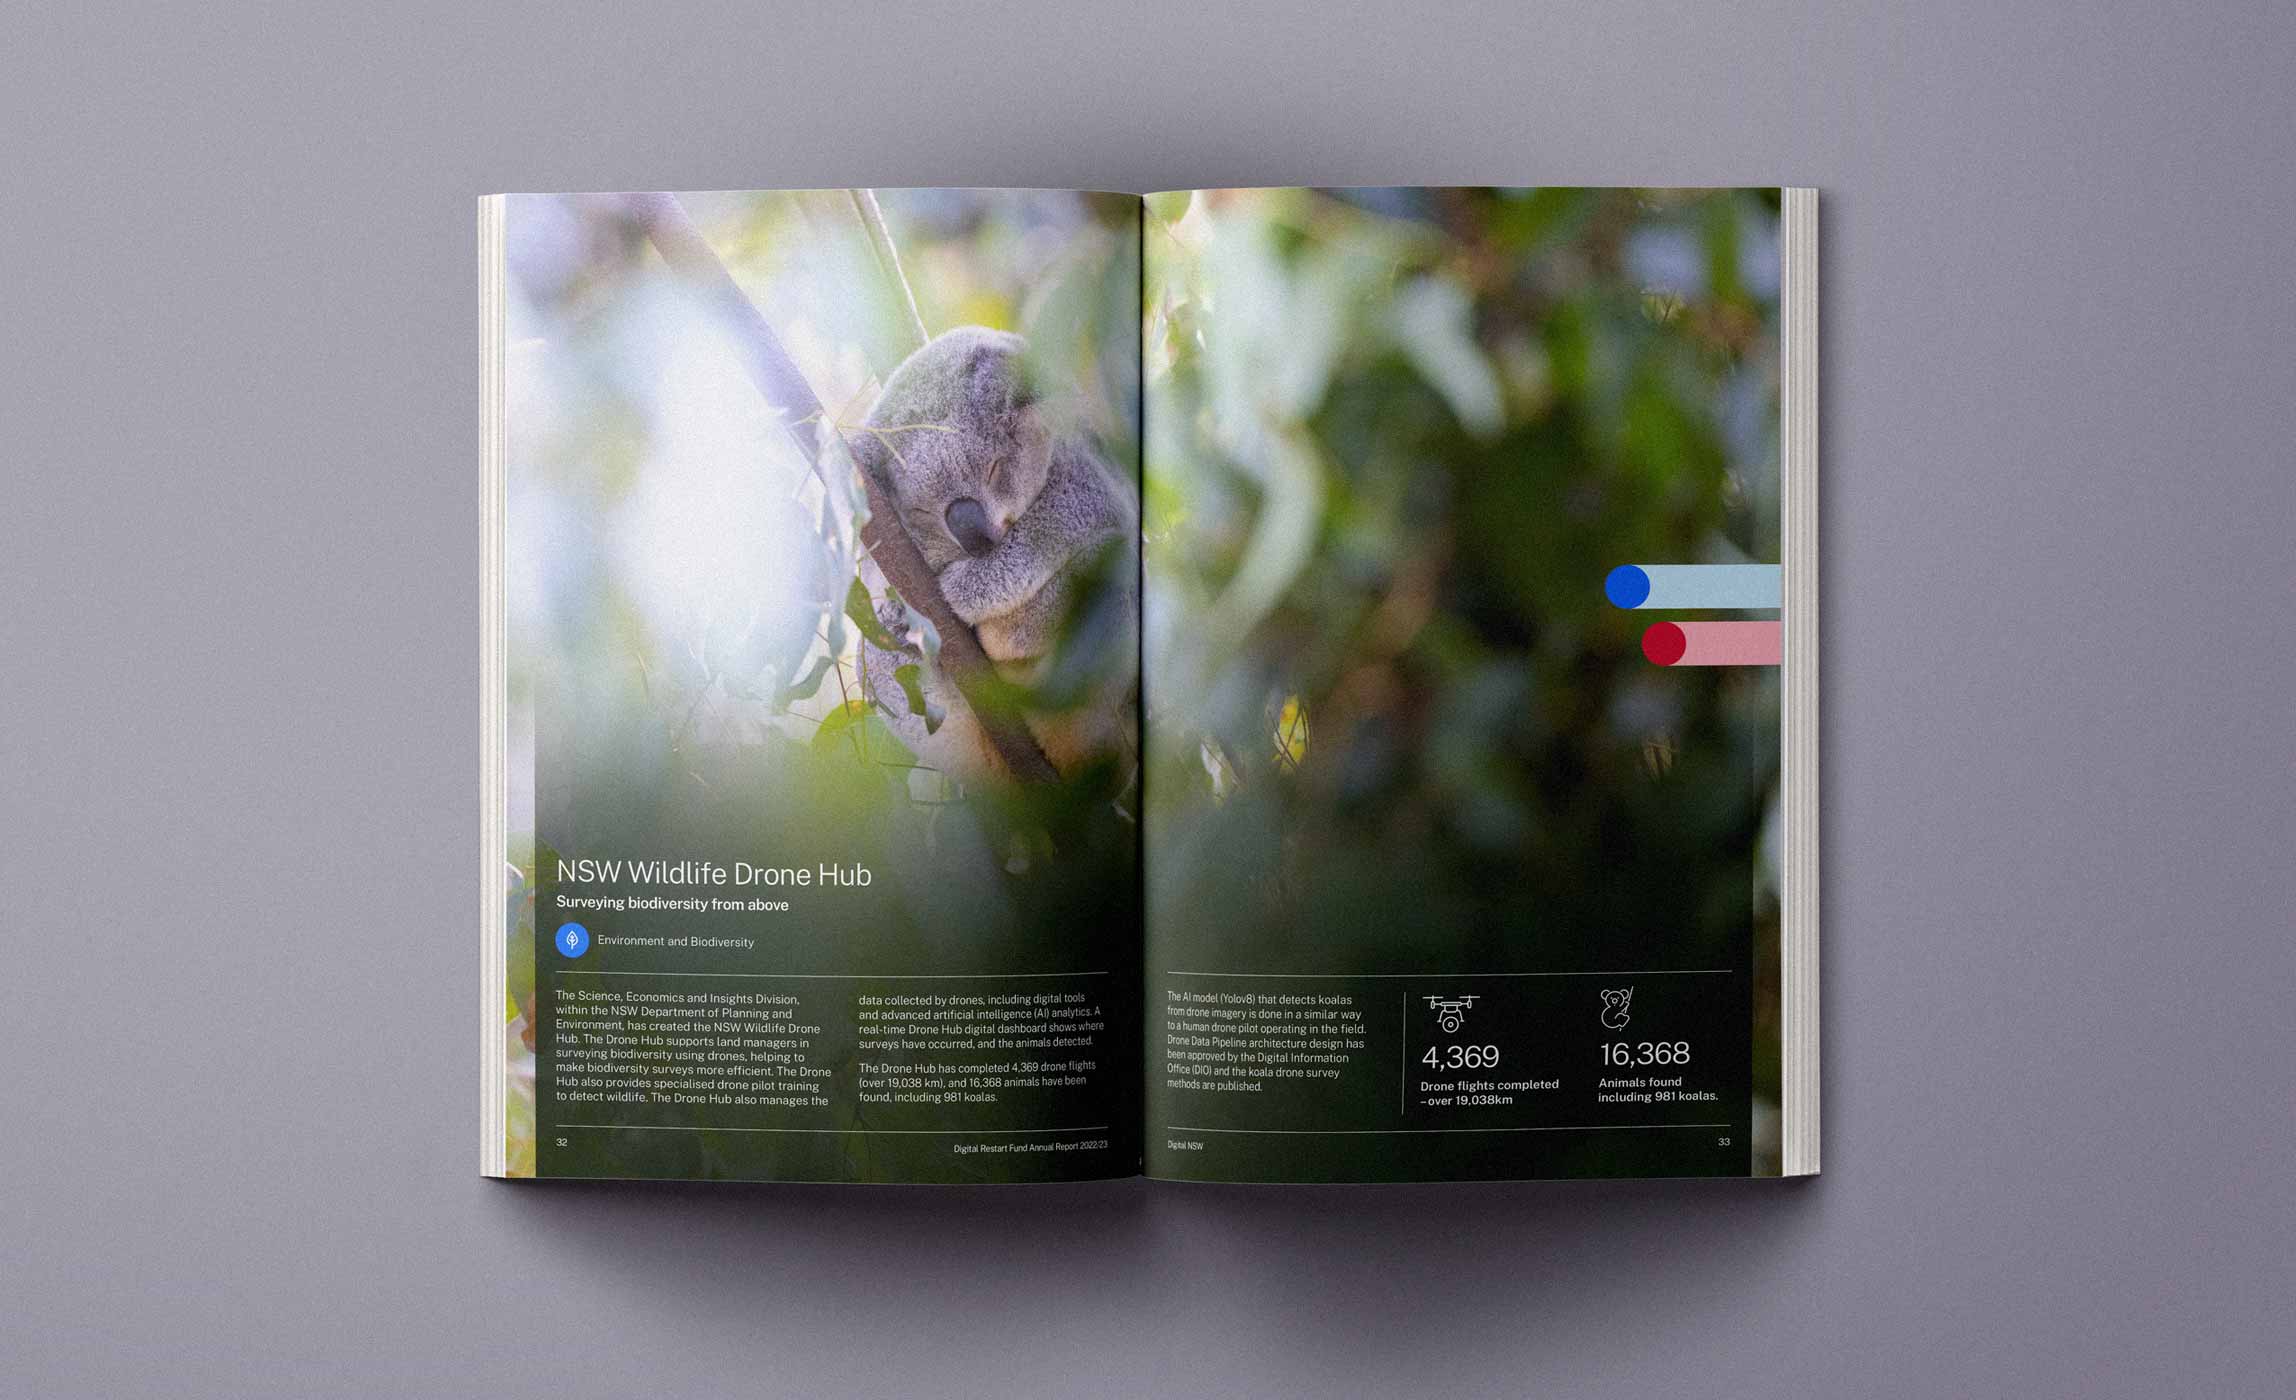 NSW Wildlife Drone Hub
Surveying biodiversity from above
Environment and Biodiversity
The Science, Economics and Insights Division,
within the NSW Department of Planning and
Environment, has created the NSW Wildlife Drone
Hub. The Drone Hub supports land managers in
surveying biodiversity using drones, helping to
make biodiversity surveys more efficient. The Drone
Hub also provides specialised drone pilot training
to detect wildlife. The Drone Hub also manages the
data collected by drones, including digital tools
and advanced artificial intelligence (AI) analytics. A
real-time Drone Hub digital dashboard shows where
surveys have occurred, and the animals detected.
The Drone Hub has completed 4,369 drone flights
(over 19,038 km), and 16,368 animals have been
found, including 981 koalas.
32
Digital Restart Fund Annual Report 2022/23
The AI model (Yolov8) that detects koalas
from drone imagery is done in a similar way
to a human drone pilot operating in the field.
Drone Data Pipeline architecture design has
been approved by the Digital Information
Office (DIO) and the koala drone survey
methods are published.
4,369
Drone flights completed
– over 19,038km
16,368
Animals found
including 981 koalas.
Digital NSW
33